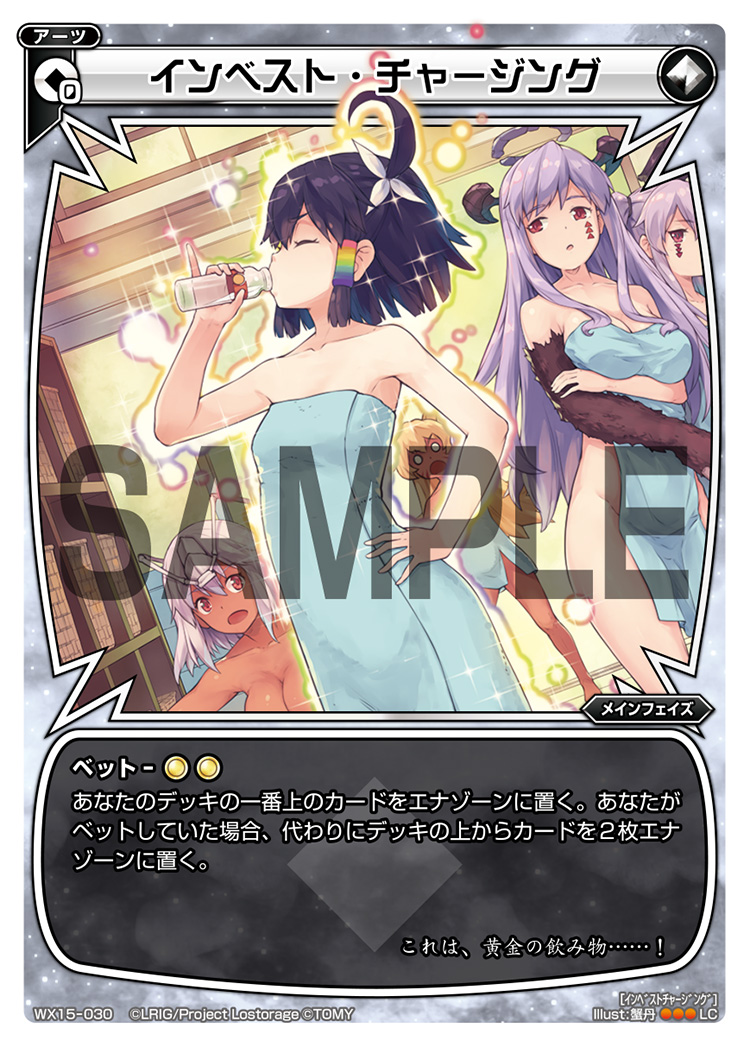 アーツ
インベスト・チャージング
0
SAMPLE
メインフェイズ
ベット-
あなたのデッキの一番上のカードをエナゾーンに置く。あなたが
ベットしていた場合、代わりにデッキの上からカードを２枚エナ
ゾーンに置く。
これは、黄金の飲み物……！
[ｲﾝﾍﾞｽﾄﾁｬｰｼﾞﾝｸﾞ]
WX15-030 ©LRIG/Project Lostorage ©TOMY
Illust:蟹丹 LC